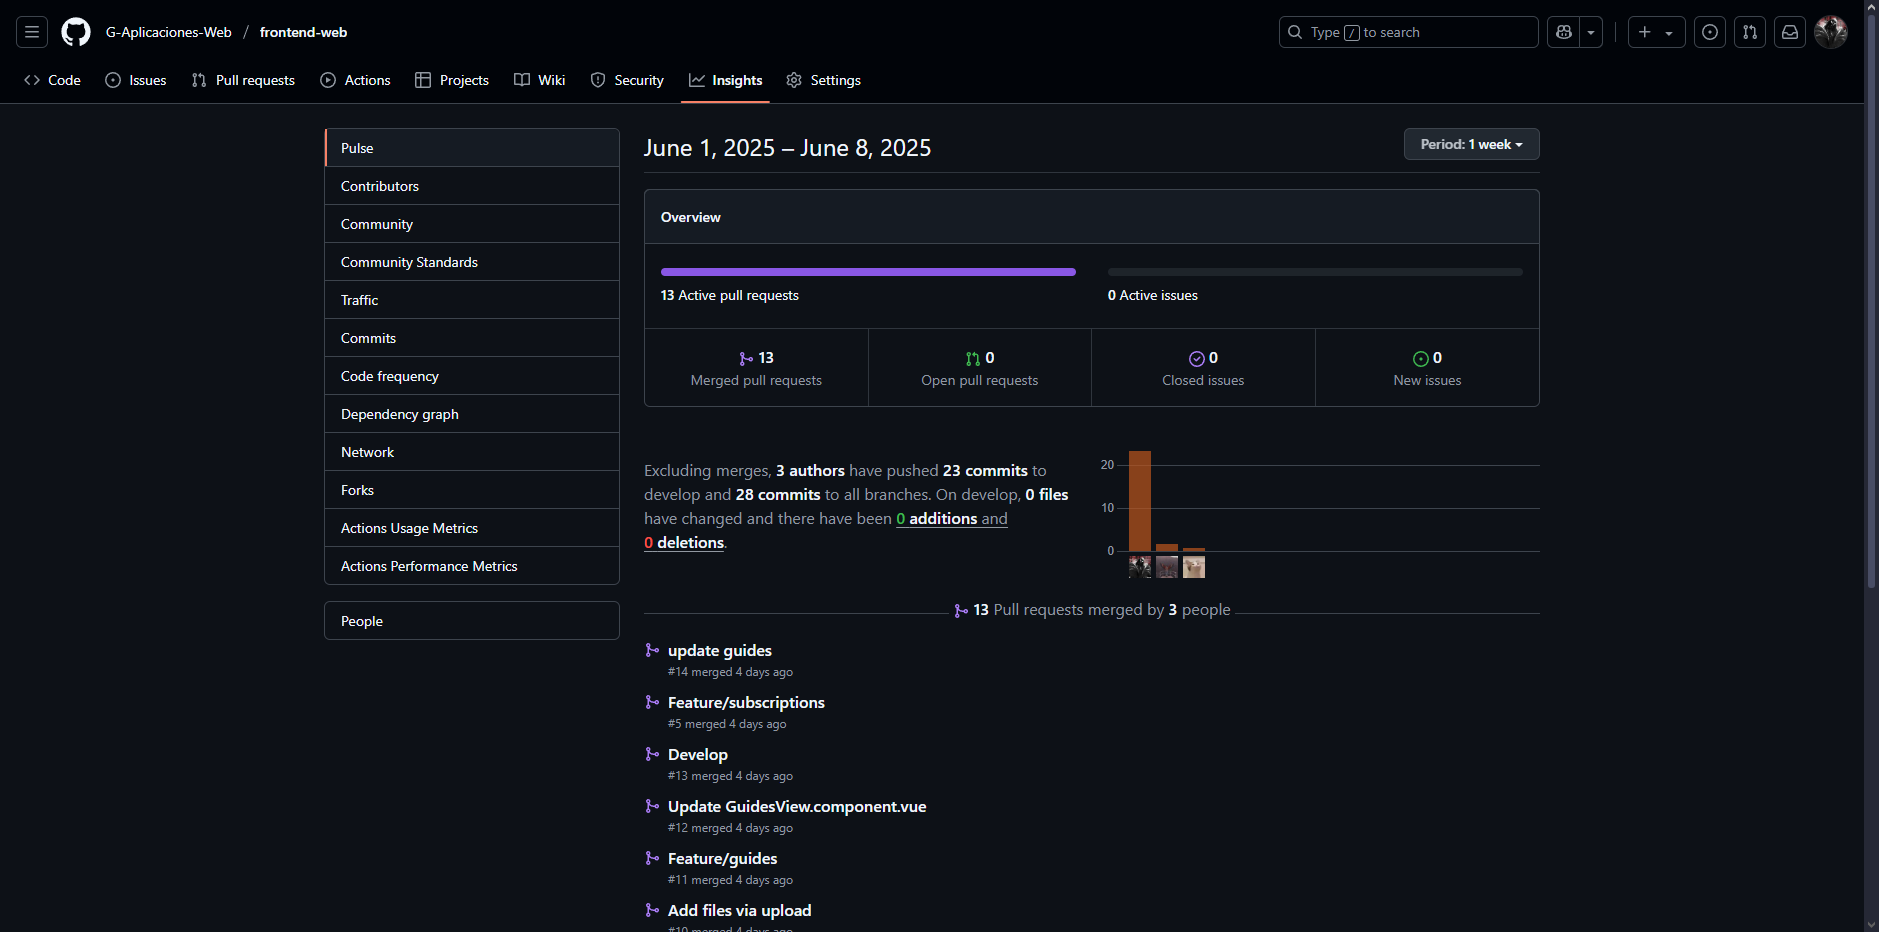 G-Aplicaciones-Web / frontend-web
Type / to search
Code Issues Pull requests Actions Projects Wiki Security Insights Settings
Pulse
Contributors
Community
Community Standards
Traffic
Commits
Code frequency
Dependency graph
Network
Forks
Actions Usage Metrics
Actions Performance Metrics
People
June 1, 2025 – June 8, 2025
Period: 1 week
Overview
13 Active pull requests
0 Active issues
13
Merged pull requests
0
Open pull requests
0
Closed issues
0
New issues
Excluding merges, 3 authors have pushed 23 commits to
develop and 28 commits to all branches. On develop, 0 files
have changed and there have been 0 additions and
0 deletions.
20
10
0
13 Pull requests merged by 3 people
update guides
#14 merged 4 days ago
Feature/subscriptions
#5 merged 4 days ago
Develop
#13 merged 4 days ago
Update GuidesView.component.vue
#12 merged 4 days ago
Feature/guides
#11 merged 4 days ago
Add files via upload
#10 merged 4 days ago